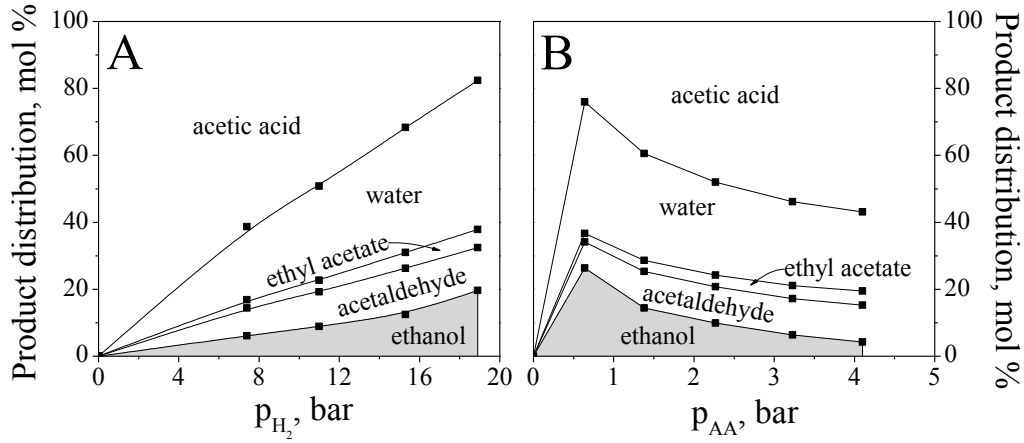 A
B
Product distribution, mol %
100
80
60
40
20
0
acetic acid
water
ethyl acetate
acetaldehyde
ethanol
0 4 8 12 16 20
p_H₂, bar
acetic acid
water
ethyl acetate
acetaldehyde
ethanol
0 1 2 3 4 5
p_AA, bar
100
80
60
40
20
0
Product distribution, mol %